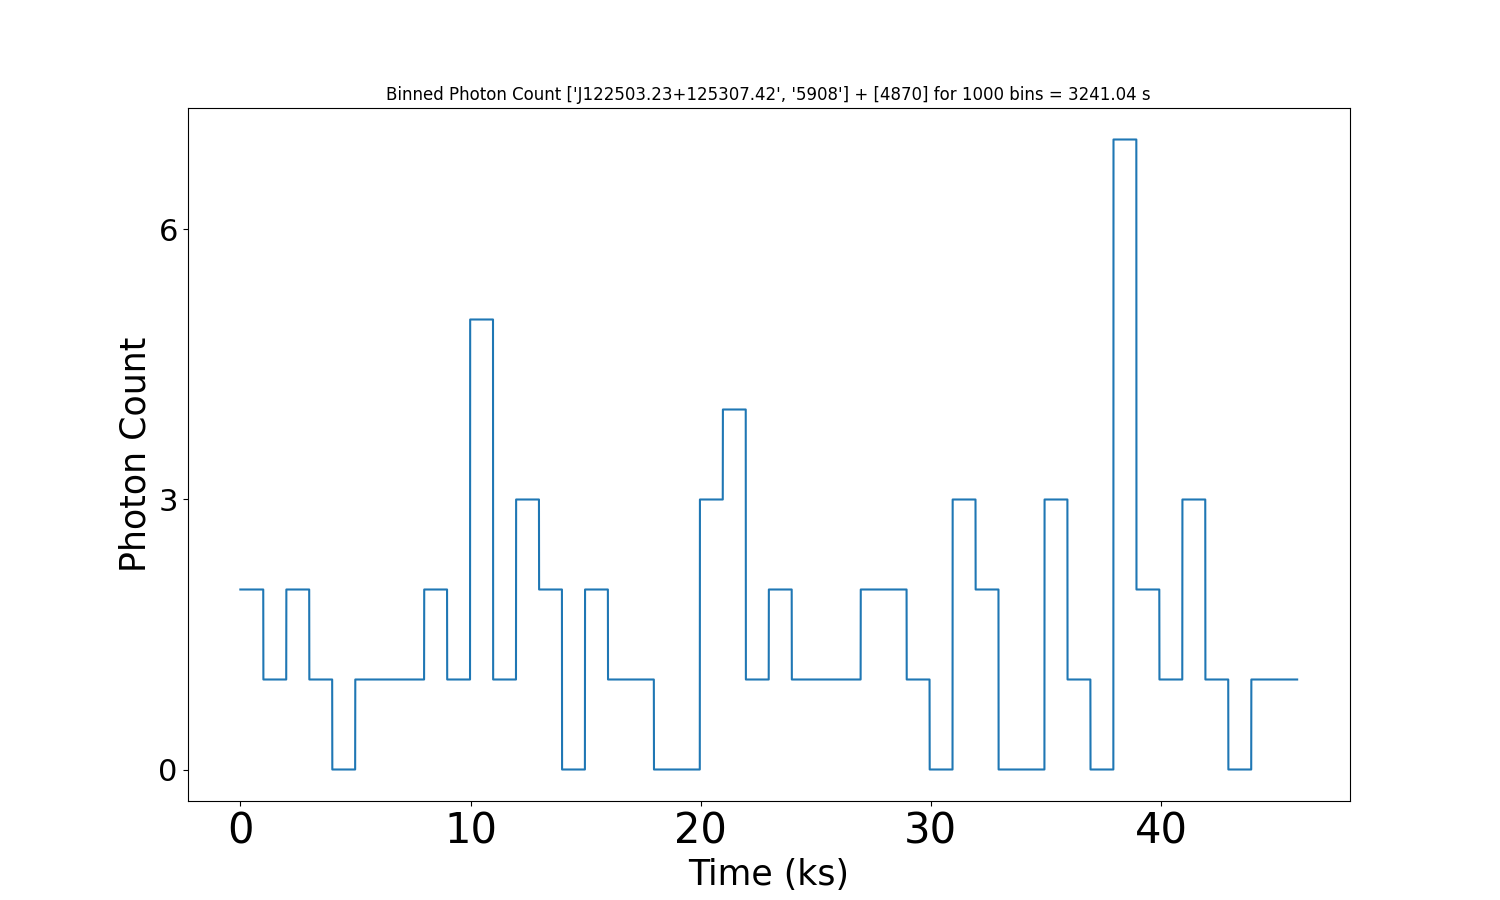 Binned Photon Count ['J122503.23+125307.42', '5908'] + [4870] for 1000 bins = 3241.04 s
6
3
0
Photon Count
0 10 20 30 40
Time (ks)